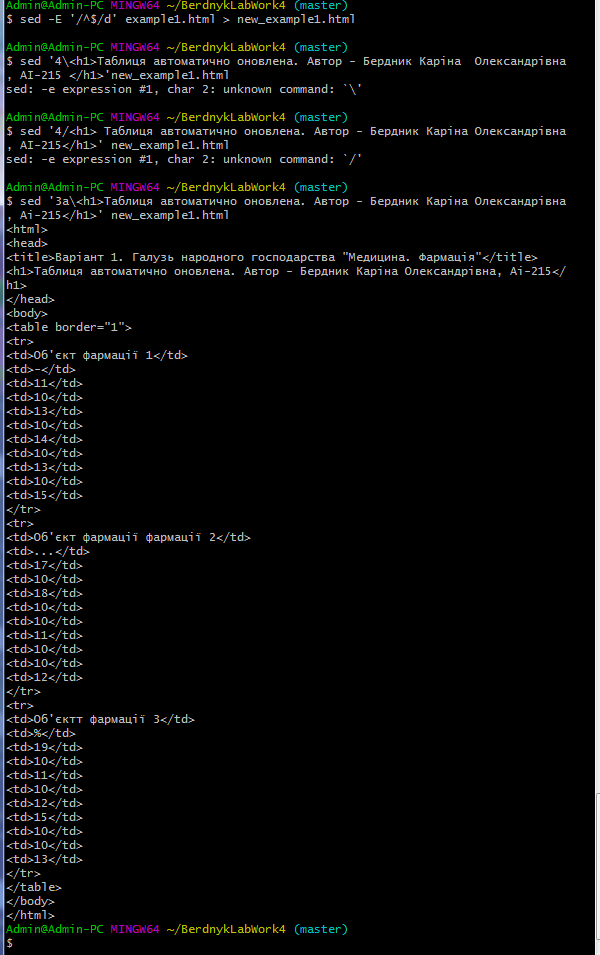 Admin@Admin-PC MINGW64 ~/BerdnykLabWork4 (master)
$ sed -E '/^$/d' example1.html > new_example1.html
Admin@Admin-PC MINGW64 ~/BerdnykLabWork4 (master)
$ sed '4\<h1>Таблиця автоматично оновлена. Автор - Бердник Каріна  Олександрівна
, АІ-215 </h1>'new_example1.html
sed: -e expression #1, char 2: unknown command: `\'
Admin@Admin-PC MINGW64 ~/BerdnykLabWork4 (master)
$ sed '4/<h1> Таблиця автоматично оновлена. Автор - Бердник Каріна Олександрівна
, АІ-215</h1>' new_example1.html
sed: -e expression #1, char 2: unknown command: `/'
Admin@Admin-PC MINGW64 ~/BerdnykLabWork4 (master)
$ sed '3a\<h1>Таблиця автоматично оновлена. Автор - Бердник Каріна Олександрівна
, Аі-215</h1>' new_example1.html
<html>
<head>
<title>Варіант 1. Галузь народного господарства "Медицина. Фармація"</title>
<h1>Таблиця автоматично оновлена. Автор - Бердник Каріна Олександрівна, Аі-215</
h1>
</head>
<body>
<table border="1">
<tr>
<td>Об'єкт фармації 1</td>
<td>-</td>
<td>11</td>
<td>10</td>
<td>13</td>
<td>10</td>
<td>14</td>
<td>10</td>
<td>13</td>
<td>10</td>
<td>15</td>
</tr>
<tr>
<td>Об'єкт фармації фармації 2</td>
<td>...</td>
<td>17</td>
<td>10</td>
<td>18</td>
<td>10</td>
<td>10</td>
<td>11</td>
<td>10</td>
<td>10</td>
<td>12</td>
</tr>
<tr>
<td>Об'єктт фармації 3</td>
<td>%</td>
<td>19</td>
<td>10</td>
<td>11</td>
<td>10</td>
<td>12</td>
<td>15</td>
<td>10</td>
<td>10</td>
<td>13</td>
</tr>
</table>
</body>
</html>
Admin@Admin-PC MINGW64 ~/BerdnykLabWork4 (master)
$